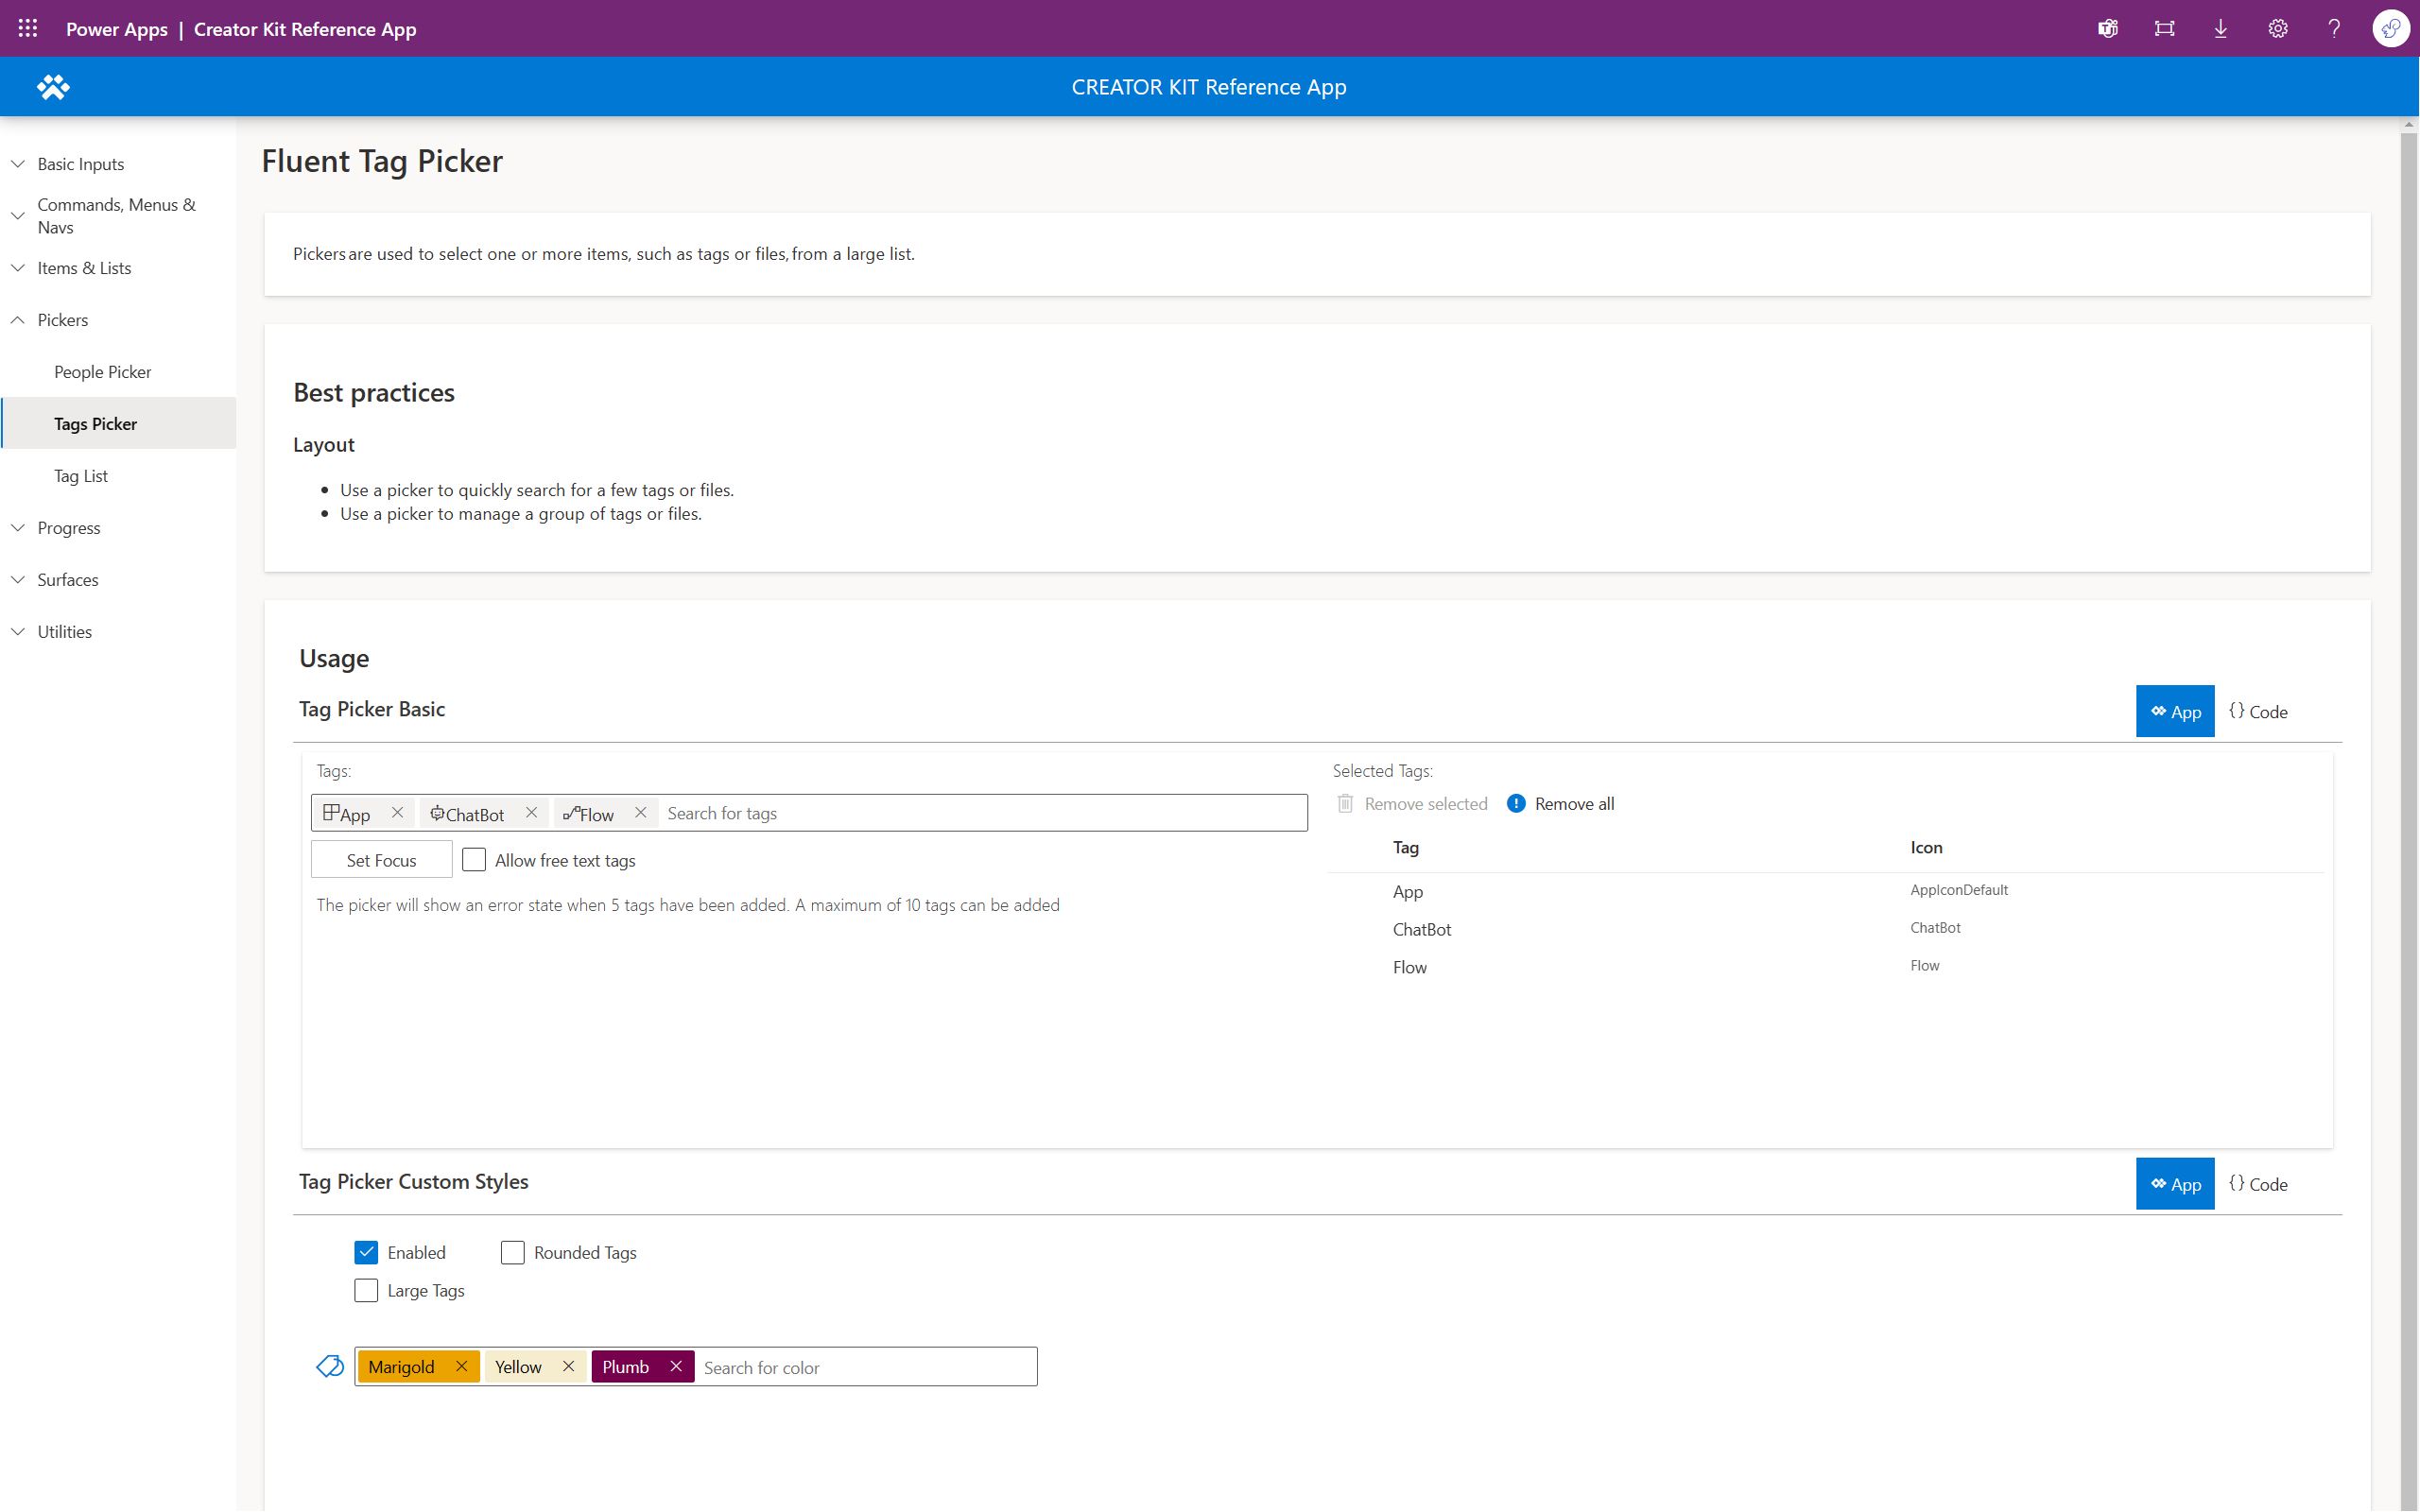 Power Apps | Creator Kit Reference App
CREATOR KIT Reference App
Basic Inputs
Commands, Menus &
Navs
Items & Lists
Pickers
People Picker
Tags Picker
Tag List
Progress
Surfaces
Utilities
Fluent Tag Picker
Pickers are used to select one or more items, such as tags or files, from a large list.
Best practices
Layout
• Use a picker to quickly search for a few tags or files.
• Use a picker to manage a group of tags or files.
Usage
Tag Picker Basic
App {} Code
Tags:
App ChatBot Flow Search for tags
Set Focus Allow free text tags
The picker will show an error state when 5 tags have been added. A maximum of 10 tags can be added
Selected Tags:
Remove selected Remove all
Tag Icon
App AppIconDefault
ChatBot ChatBot
Flow Flow
Tag Picker Custom Styles
App {} Code
Enabled Rounded Tags
Large Tags
Marigold Yellow Plumb Search for color